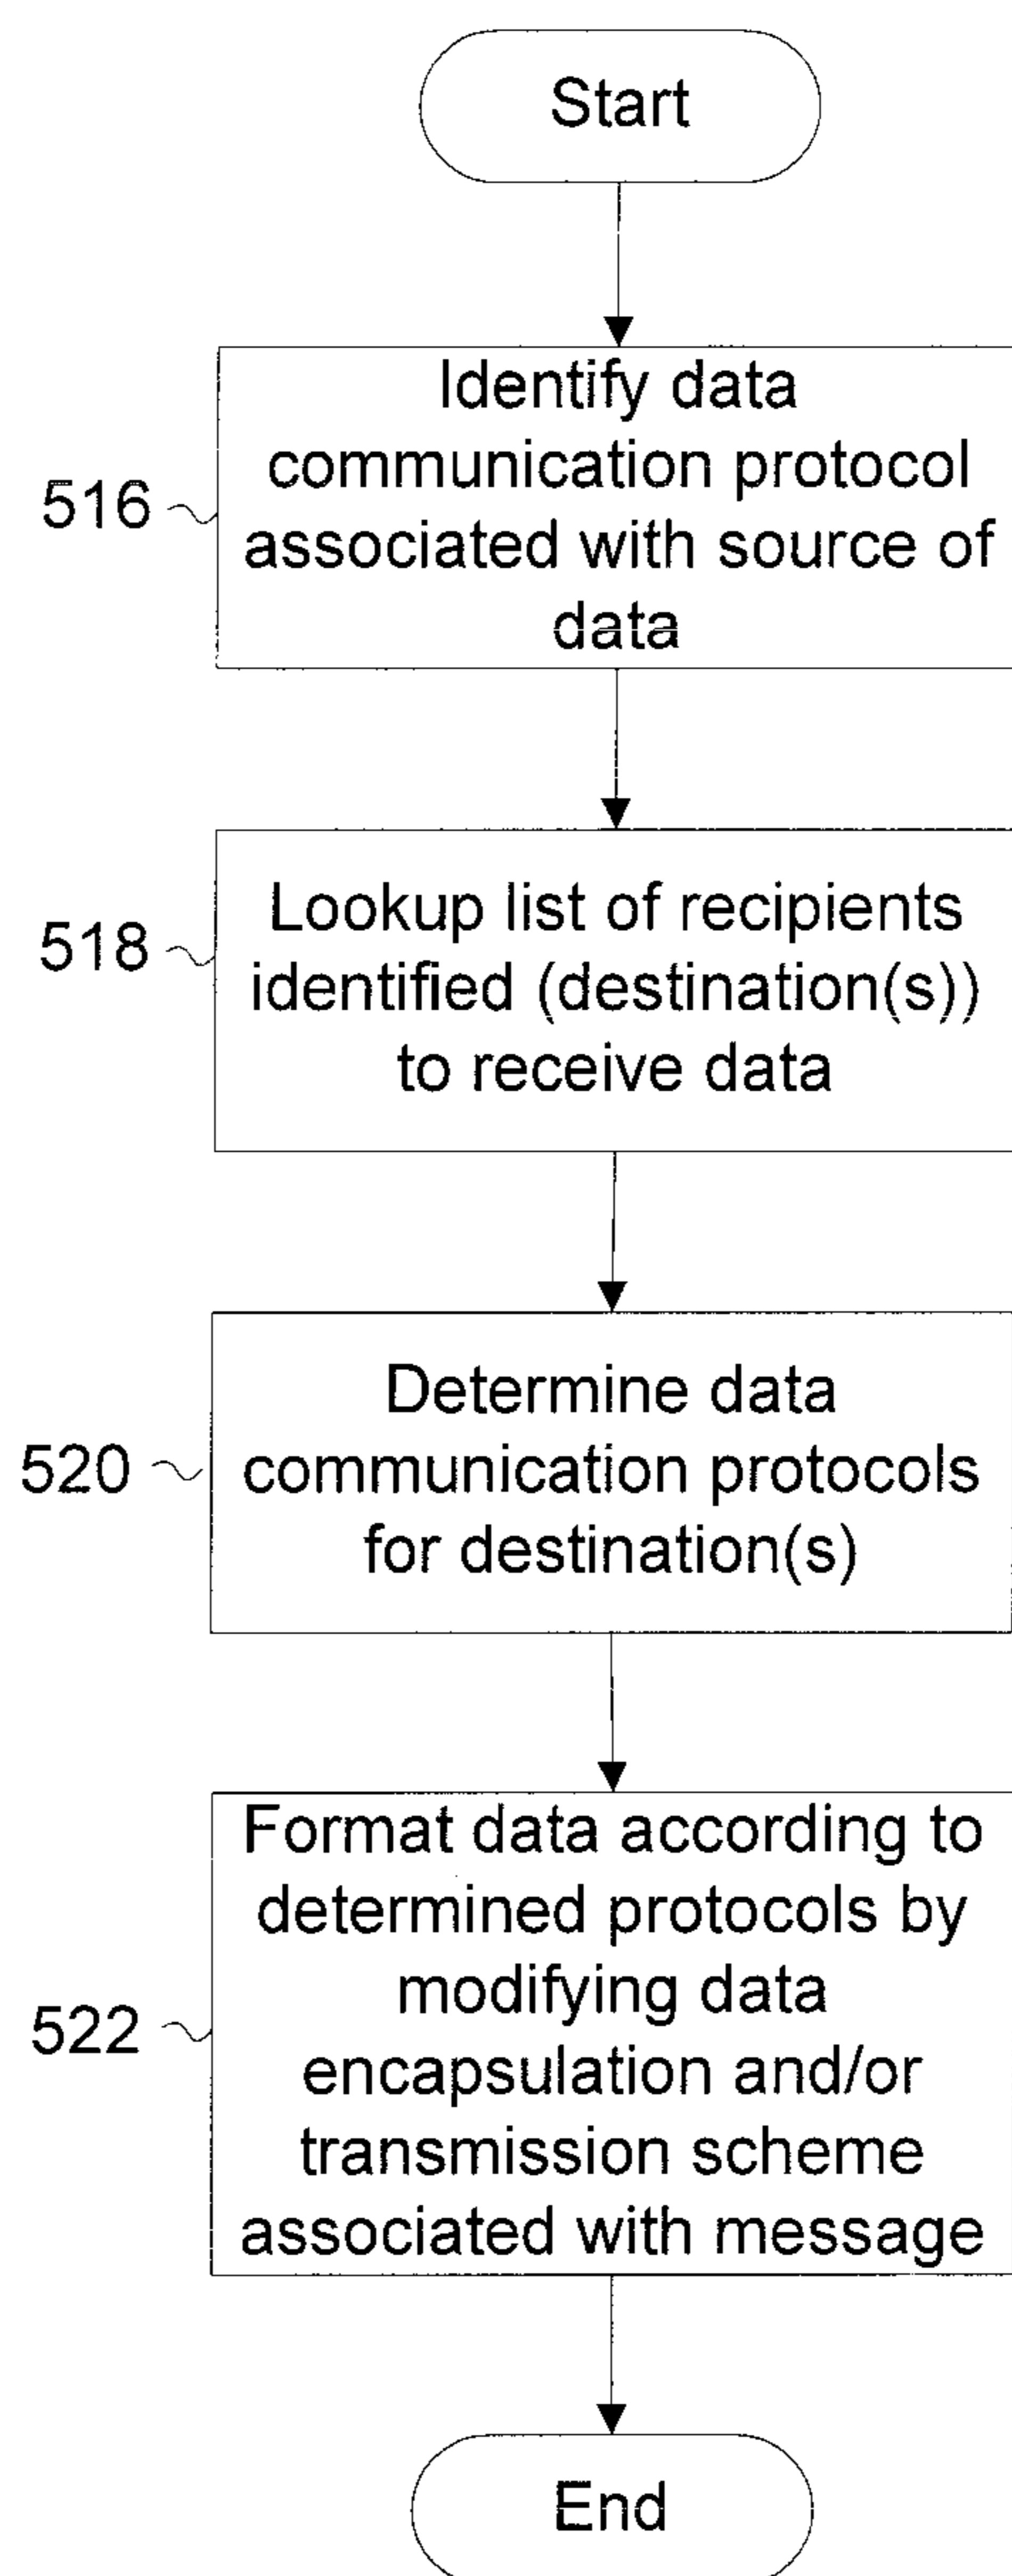 Start
Identify data
communication protocol
associated with source of
data
516
Lookup list of recipients
identified (destination(s))
to receive data
518
Determine data
communication protocols
for destination(s)
520
Format data according to
determined protocols by
modifying data
encapsulation and/or
transmission scheme
associated with message
522
End